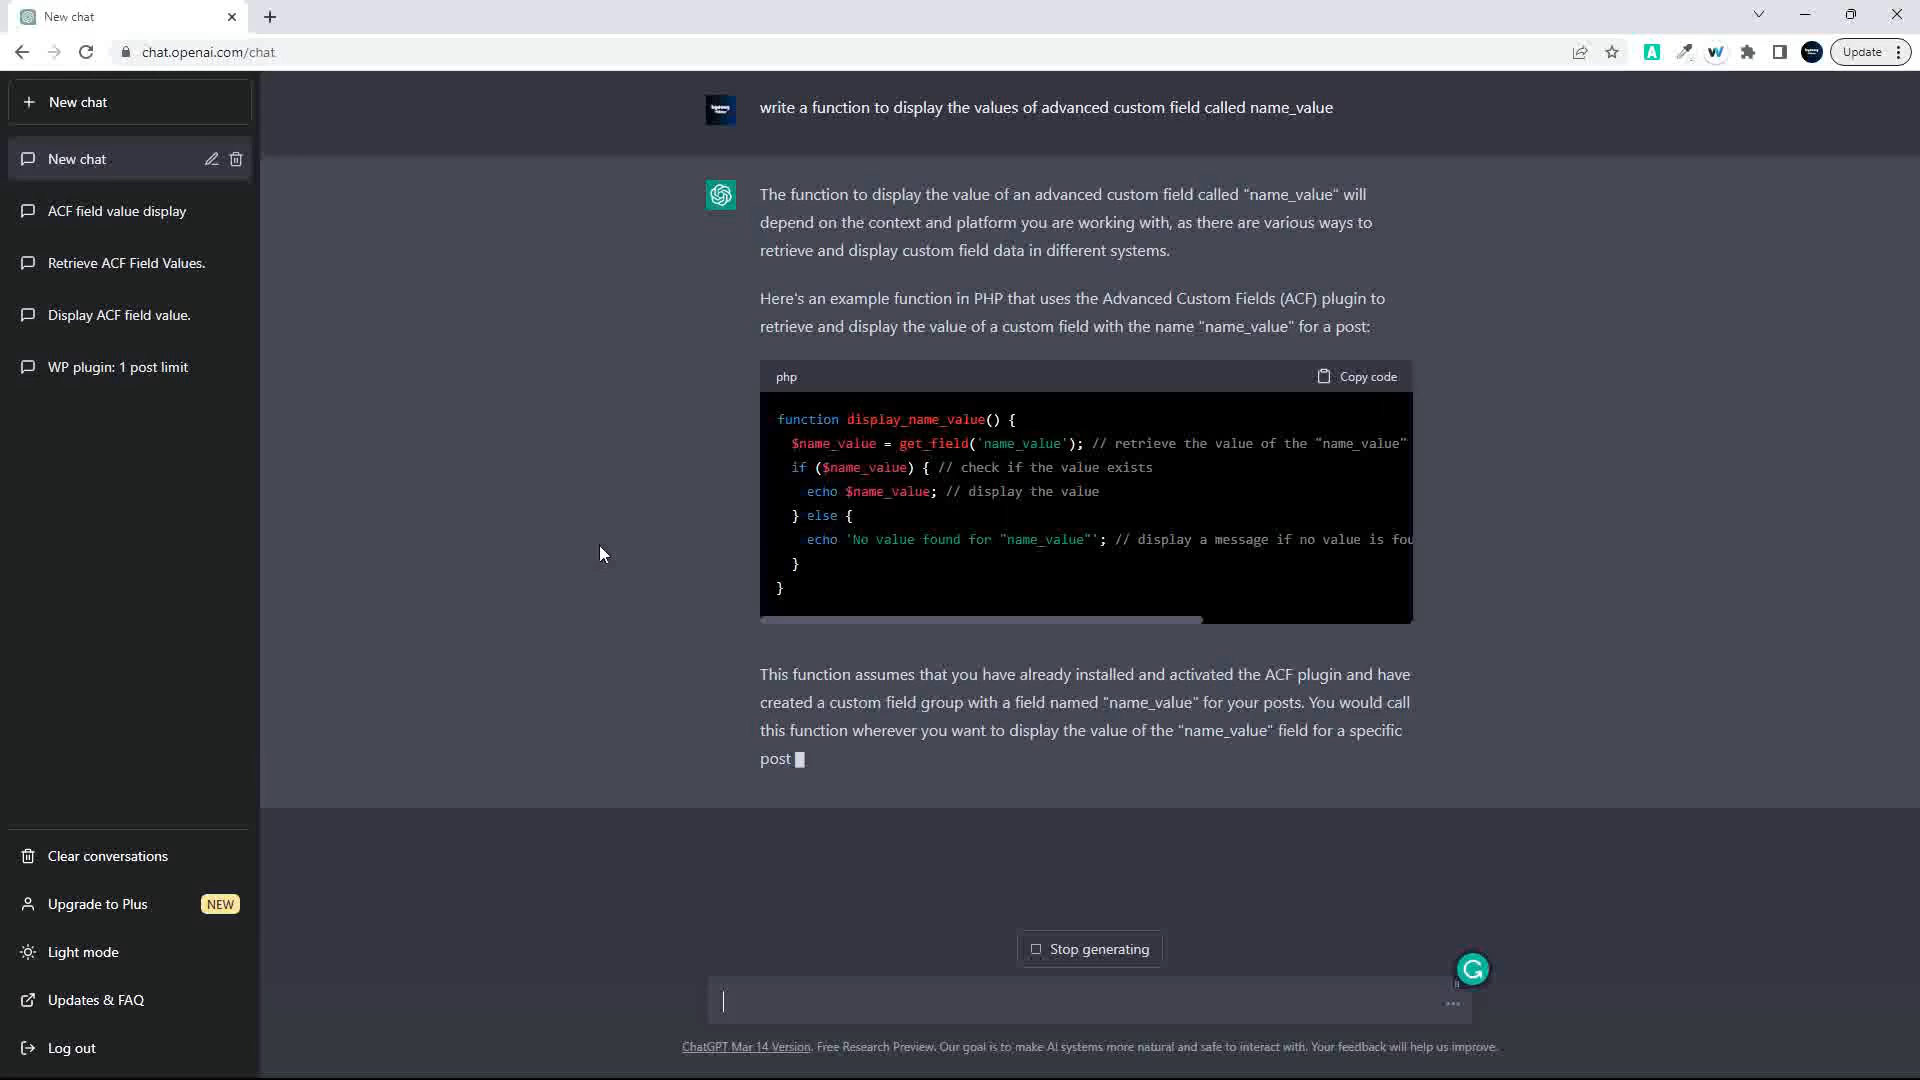 New chat
chat.openai.com/chat
Update
New chat
New chat
ACF field value display
Retrieve ACF Field Values.
Display ACF field value.
WP plugin: 1 post limit
Clear conversations
Upgrade to Plus
NEW
Light mode
Updates & FAQ
Log out
write a function to display the values of advanced custom field called name_value
The function to display the value of an advanced custom field called "name_value" will
depend on the context and platform you are working with, as there are various ways to
retrieve and display custom field data in different systems.
Here's an example function in PHP that uses the Advanced Custom Fields (ACF) plugin to
retrieve and display the value of a custom field with the name "name_value" for a post:
php
Copy code
function display_name_value() {
$name_value = get_field('name_value'); // retrieve the value of the "name_value"
if ($name_value) { // check if the value exists
echo $name_value; // display the value
} else {
echo 'No value found for "name_value"'; // display a message if no value is fou
}
}
This function assumes that you have already installed and activated the ACF plugin and have
created a custom field group with a field named "name_value" for your posts. You would call
this function wherever you want to display the value of the "name_value" field for a specific
post
Stop generating
ChatGPT Mar 14 Version. Free Research Preview. Our goal is to make AI systems more natural and safe to interact with. Your feedback will help us improve.